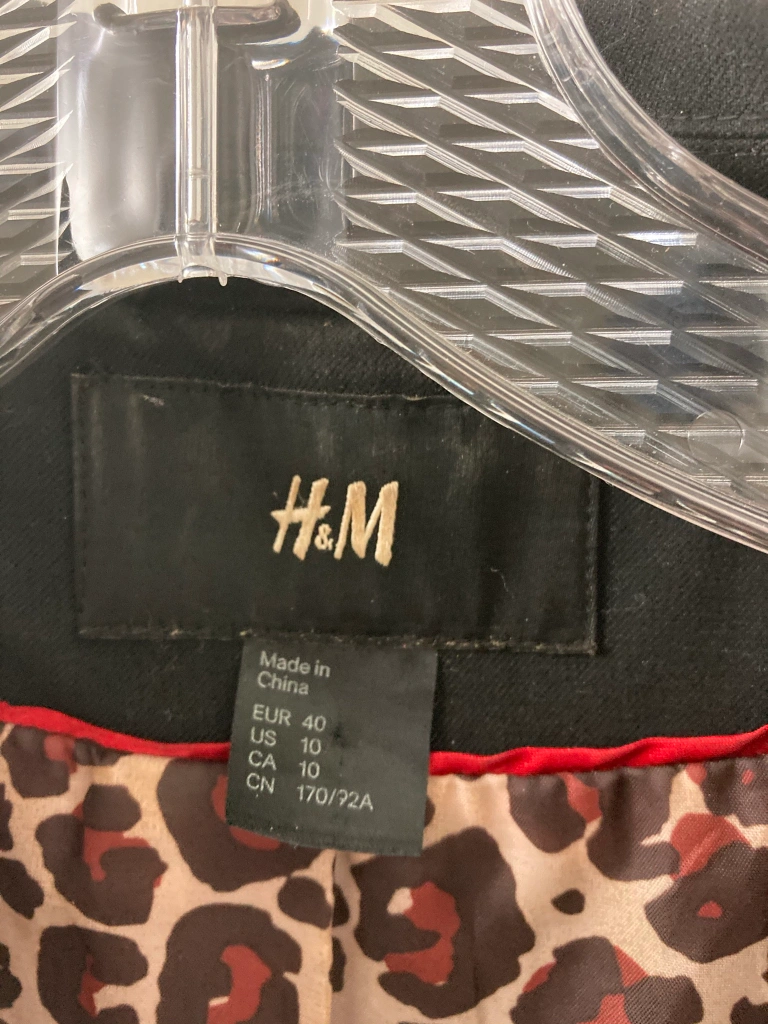 H&M
Made in
China
EUR 40
US 10
CA 10
CN 170/92A